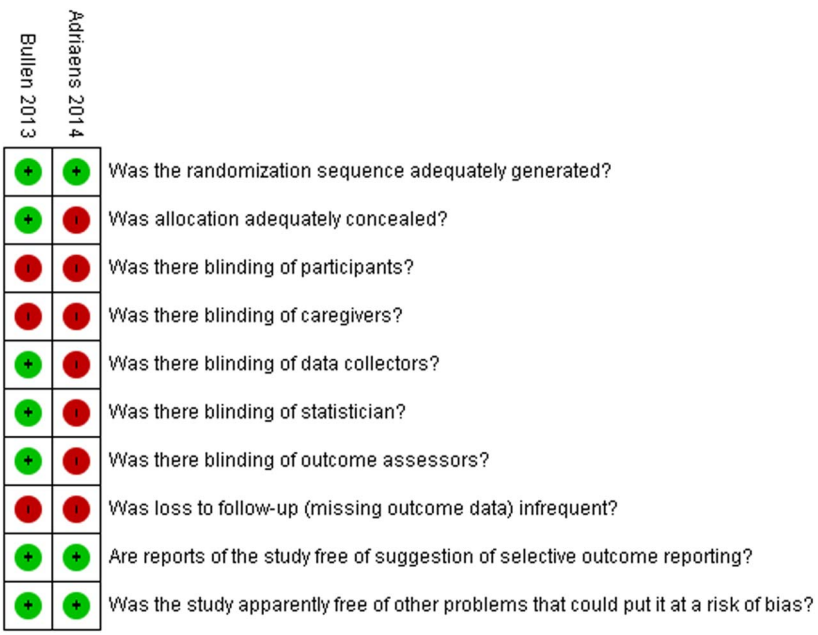 Bullen 2013
Adriaens 2014
+ + Was the randomization sequence adequately generated?
+ - Was allocation adequately concealed?
- - Was there blinding of participants?
- - Was there blinding of caregivers?
+ - Was there blinding of data collectors?
+ - Was there blinding of statistician?
+ - Was there blinding of outcome assessors?
- - Was loss to follow-up (missing outcome data) infrequent?
+ + Are reports of the study free of suggestion of selective outcome reporting?
+ + Was the study apparently free of other problems that could put it at a risk of bias?